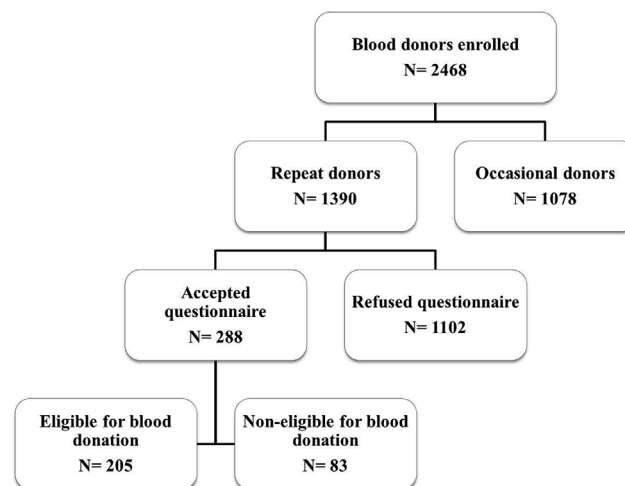 Blood donors enrolled
N= 2468
Repeat donors
N= 1390
Occasional donors
N= 1078
Accepted
questionnaire
N= 288
Refused questionnaire
N= 1102
Eligible for blood
donation
N= 205
Non-eligible for blood
donation
N= 83